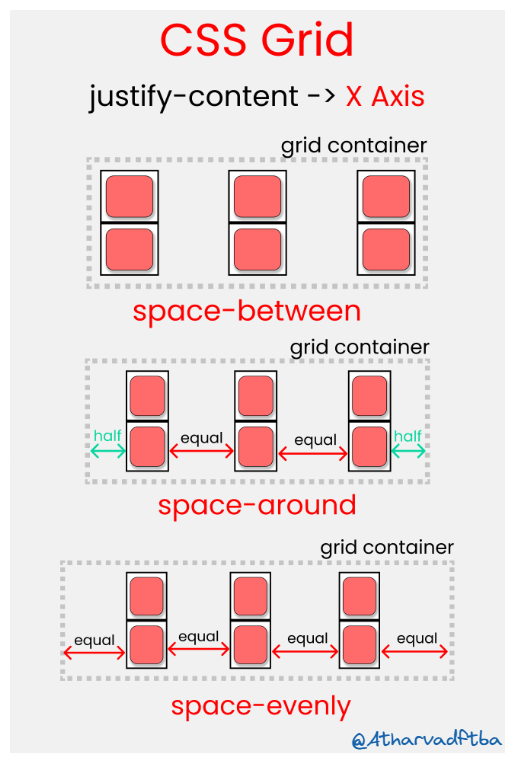 CSS Grid
justify-content -> X Axis
grid container
space-between
grid container
half equal equal half
space-around
grid container
equal equal equal equal
space-evenly
@Atharvadftba